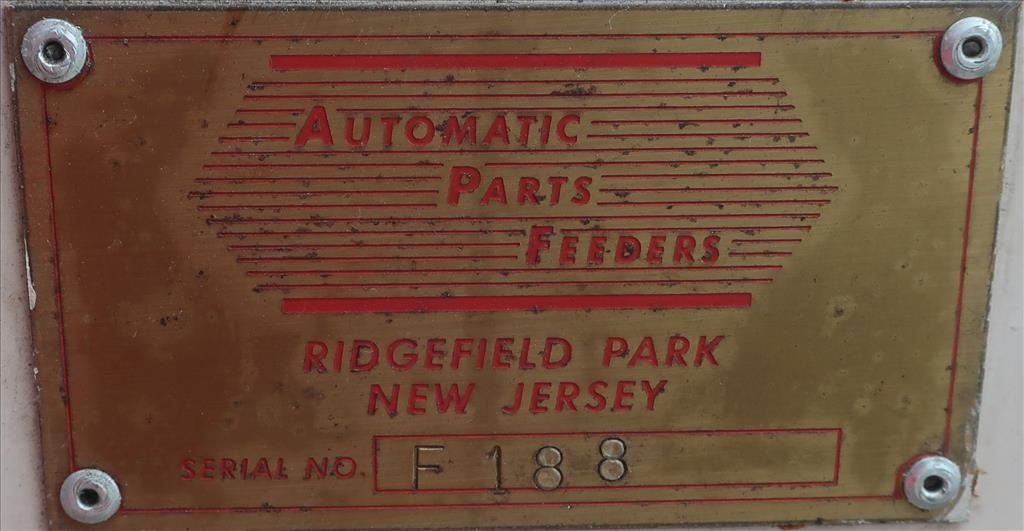 AUTOMATIC
PARTS
FEEDERS
RIDGEFIELD PARK
NEW JERSEY
SERIAL NO. F 188